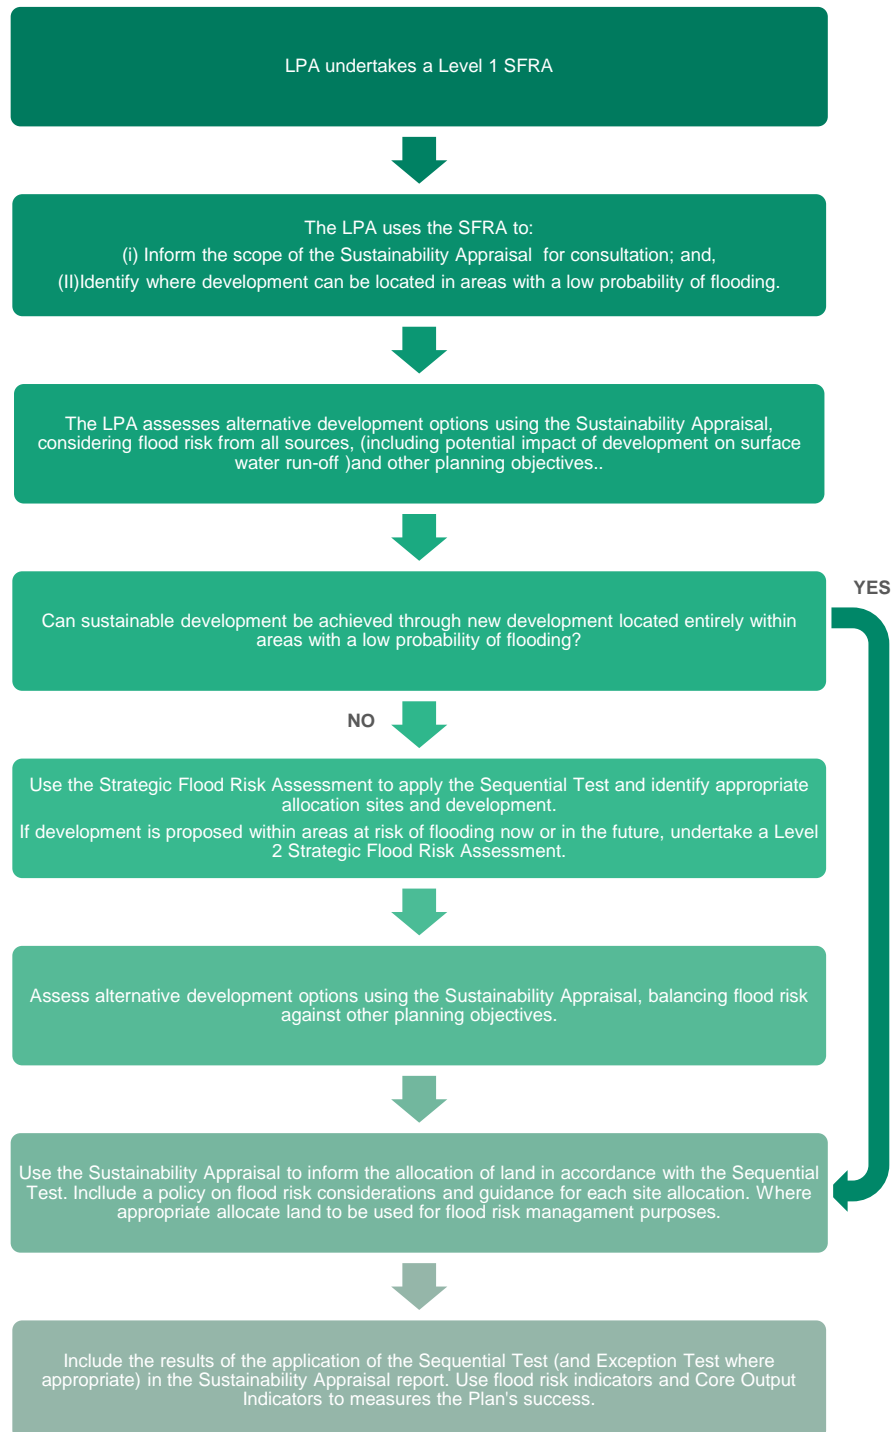 LPA undertakes a Level 1 SFRA
The LPA uses the SFRA to:
(i) Inform the scope of the Sustainability Appraisal for consultation; and,
(II)Identify where development can be located in areas with a low probability of flooding.
The LPA assesses alternative development options using the Sustainability Appraisal,
considering flood risk from all sources, (including potential impact of development on surface
water run-off )and other planning objectives..
YES
Can sustainable development be achieved through new development located entirely within
areas with a low probability of flooding?
NO
Use the Strategic Flood Risk Assessment to apply the Sequential Test and identify appropriate
allocation sites and development.
If development is proposed within areas at risk of flooding now or in the future, undertake a Level
2 Strategic Flood Risk Assessment.
Assess alternative development options using the Sustainability Appraisal, balancing flood risk
against other planning objectives.
Use the Sustainability Appraisal to inform the allocation of land in accordance with the Sequential
Test. Incllude a policy on flood risk considerations and guidance for each site allocation. Where
appropriate allocate land to be used for flood risk managament purposes.
Include the results of the application of the Sequential Test (and Exception Test where
appropriate) in the Sustainability Appraisal report. Use flood risk indicators and Core Output
Indicators to measures the Plan's success.